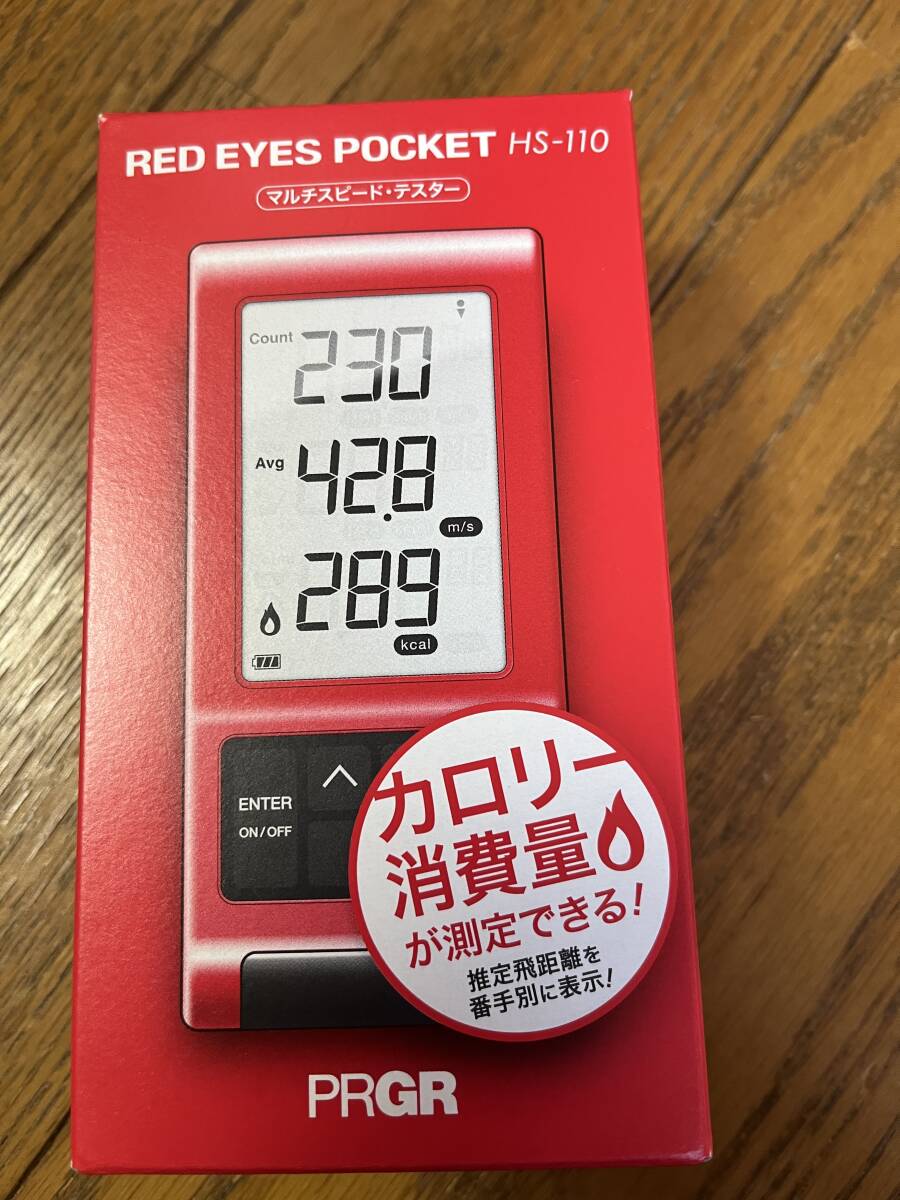 RED EYES POCKET HS-110
マルチスピード・テスター
Count 230
Avg 42.8
m/s
289
kcal
ENTER
ON/OFF
カロリー
消費量
が測定できる!
推定飛距離を
番手別に表示!
PRGR